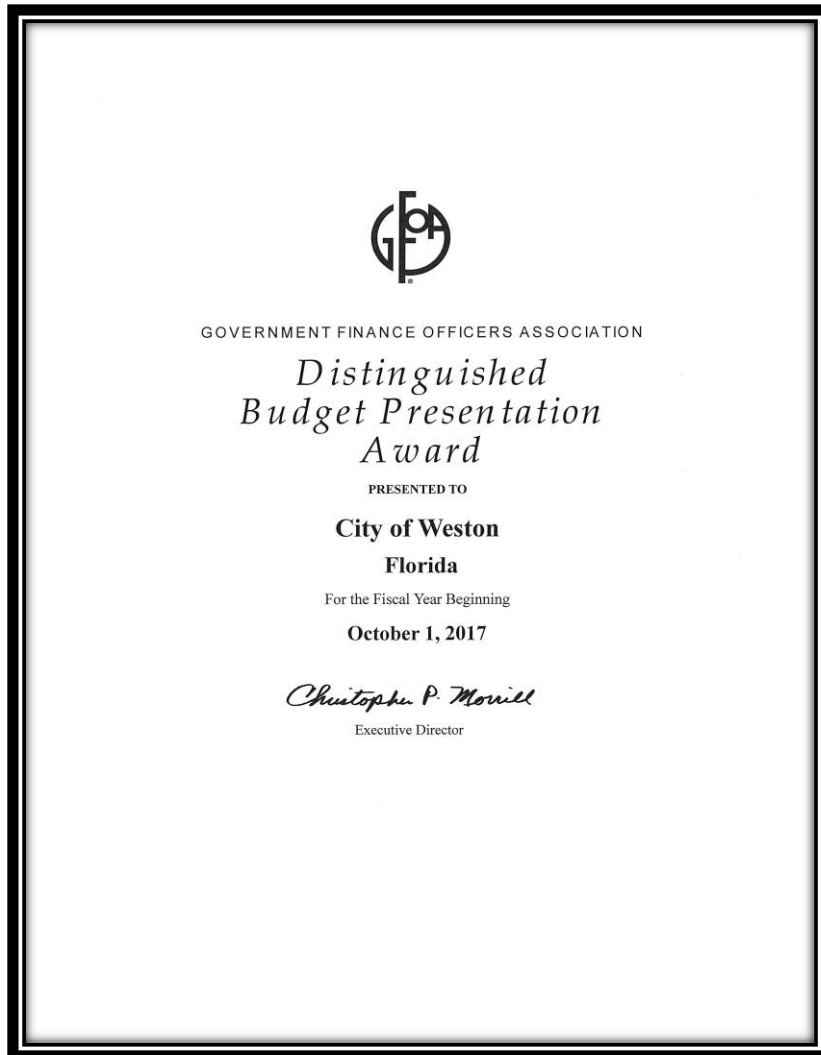 GFOA
®
GOVERNMENT FINANCE OFFICERS ASSOCIATION
Distinguished
Budget Presentation
Award
PRESENTED TO
City of Weston
Florida
For the Fiscal Year Beginning
October 1, 2017
Christopher P. Morrill
Executive Director